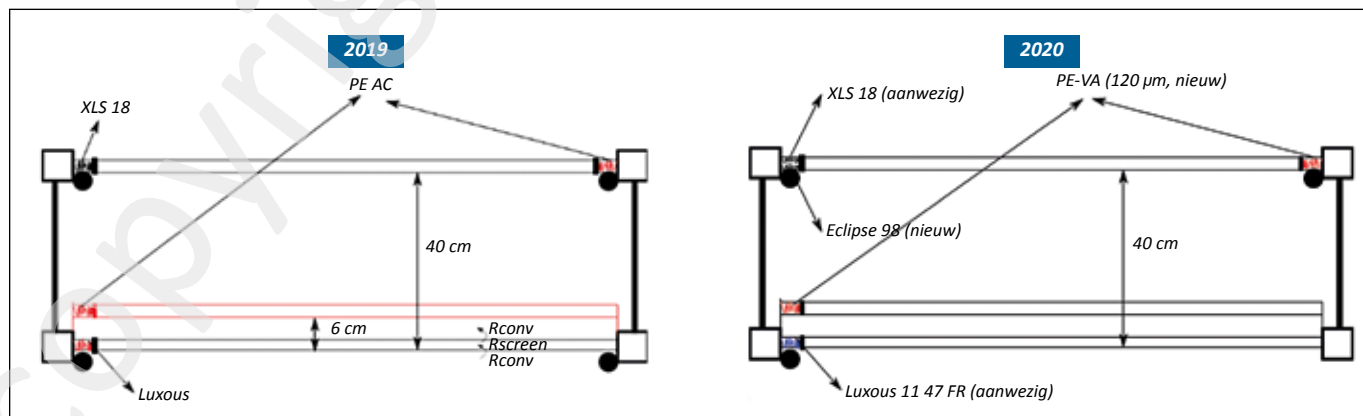 2019
PE AC
XLS 18
40 cm
6 cm
Rconv
Rscreen
Rconv
Luxous
2020
PE-VA (120 µm, nieuw)
XLS 18 (aanwezig)
Eclipse 98 (nieuw)
40 cm
Luxous 11 47 FR (aanwezig)